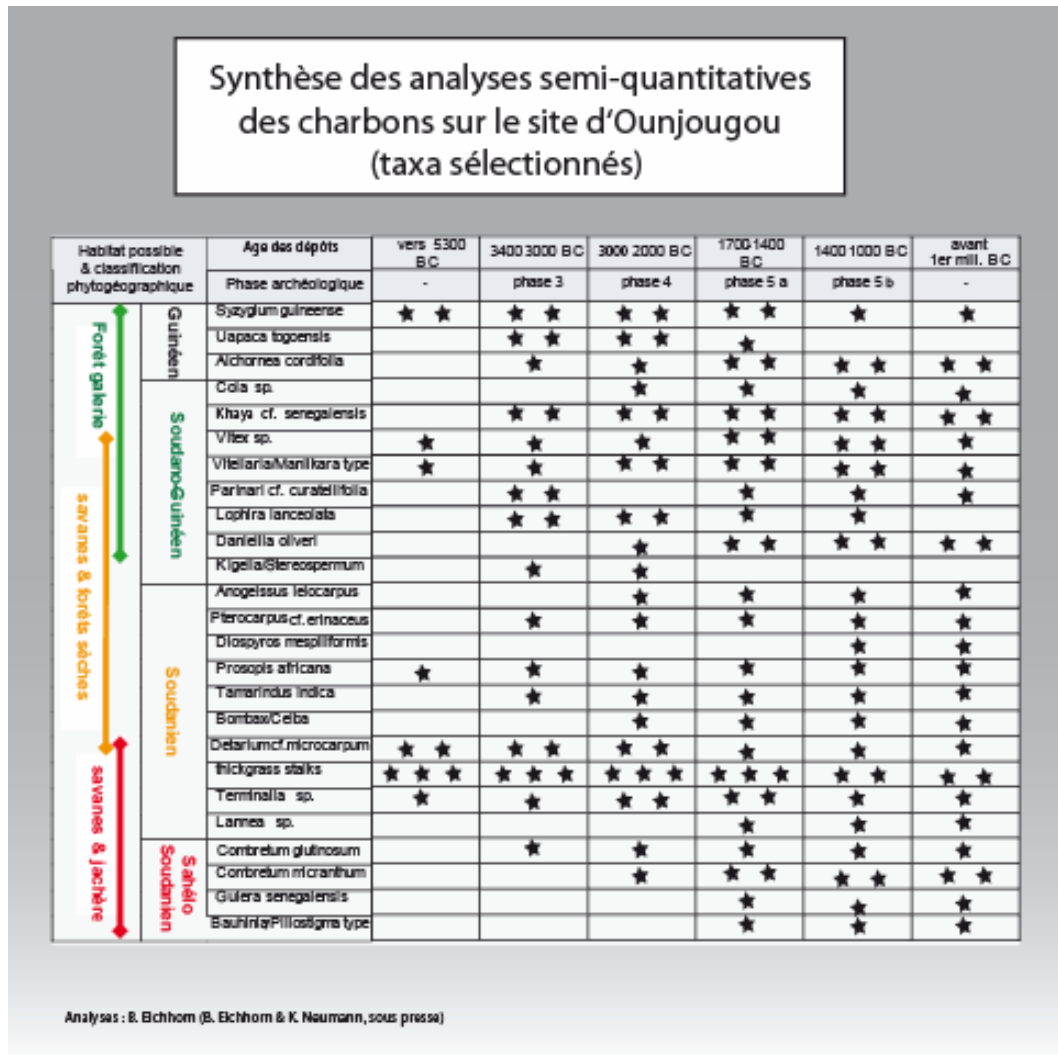 Synthèse des analyses semi-quantitatives
des charbons sur le site d'Ounjougou
(taxa sélectionnés)
Habitat possible
& classification
phytogéographique
Age des dépôts
vers 5300
BC
3400 3000 BC
3000 2000 BC
1700-1400
BC
1400 1000 BC
avant
1er mill. BC
Phase archéologique
-
phase 3
phase 4
phase 5 a
phase 5 b
-
Forêt galerie
savanes & forêts sèches
savanes & jachère
Guinéen
Soudano-Guinéen
Soudanien
Sahélo
Soudanien
Syzygium guineense
★ ★
★ ★
★ ★
★ ★
★
★
Uapaca togoensis
★ ★
★ ★
★
Alchornea cordifolia
★
★
★ ★
★ ★
★ ★
Cola sp.
★
★
★
★
Khaya cf. senegalensis
★ ★
★ ★
★ ★
★ ★
★ ★
Vitex sp.
★
★
★
★ ★
★ ★
★
Vitellaria/Manilkara type
★
★
★ ★
★ ★
★ ★
★
Parinari cf. curatellifolia
★ ★
★
★
★
Lophira lanceolata
★ ★
★ ★
★
★
Daniellia oliveri
★
★ ★
★ ★
★ ★
Kigelia/Stereospermum
★
★
Anogeissus leiocarpus
★
★
★
★
Pterocarpus cf. erinaceus
★
★
★
★
★
Diospyros mespiliformis
★
★
Prosopis africana
★
★
★
★
★
★
Tamarindus indica
★
★
★
★
★
Bombax/Ceiba
★
★
★
★
Detariumcf.microcarpum
★ ★
★ ★
★ ★
★
★
★
thickgrass stalks
★ ★ ★
★ ★ ★
★ ★ ★
★ ★ ★
★ ★
★ ★
Terminalia sp.
★
★
★ ★
★ ★
★
★
Lannea sp.
★
★
★
Combretum glutinosum
★
★
★
★
★
Combretum micranthum
★
★ ★
★ ★
★ ★
Guiera senegalensis
★
★
★
Bauhinia/Piliostigma type
★
★
★
Analyses : B. Eichhorn (B. Eichhorn & K. Neumann, sous presse)